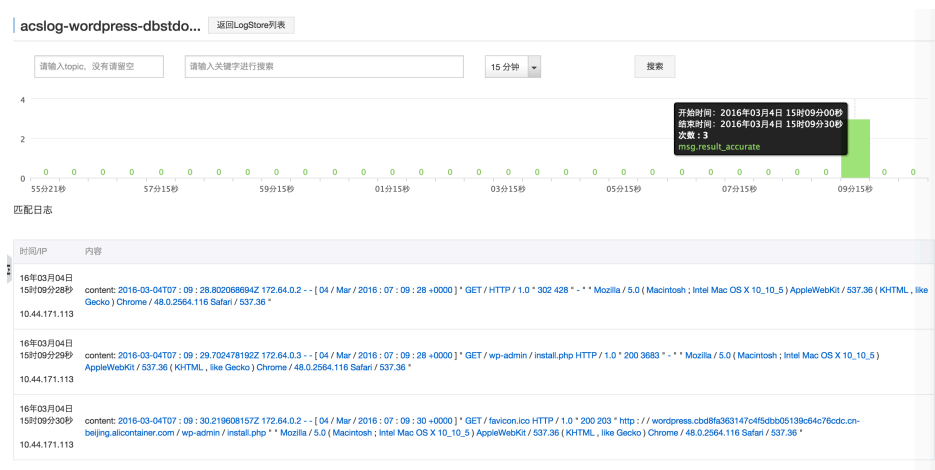 acslog-wordpress-dbstdo... 返回LogStore列表
请输入topic，没有请留空 请输入关键字进行搜索 15 分钟 搜索
4
开始时间：2016年03月4日 15时09分00秒
结束时间：2016年03月4日 15时09分30秒
次数：3
msg.result_accurate
2
0 0 0 0 0 0 0 0 0 0 0 0 0 0 0 0 0 0 0 0 0 0 0 0 0 0 0 0 0 0
0
55分21秒 57分15秒 59分15秒 01分15秒 03分15秒 05分15秒 07分15秒 09分15秒
匹配日志
时间/IP 内容
16年03月04日
15时09分28秒 content: 2016-03-04T07 : 09 : 28.802068694Z 172.64.0.2 - - [ 04 / Mar / 2016 : 07 : 09 : 28 +0000 ] " GET / HTTP / 1.0 " 302 428 " - " " Mozilla / 5.0 ( Macintosh ; Intel Mac OS X 10_10_5 ) AppleWebKit / 537.36 ( KHTML , like
Gecko ) Chrome / 48.0.2564.116 Safari / 537.36 "
10.44.171.113
16年03月04日
15时09分29秒 content: 2016-03-04T07 : 09 : 29.702478192Z 172.64.0.3 - - [ 04 / Mar / 2016 : 07 : 09 : 29 +0000 ] " GET / wp-admin / install.php HTTP / 1.0 " 200 3683 " - " " Mozilla / 5.0 ( Macintosh ; Intel Mac OS X 10_10_5 )
AppleWebKit / 537.36 ( KHTML , like Gecko ) Chrome / 48.0.2564.116 Safari / 537.36 "
10.44.171.113
16年03月04日
15时09分30秒 content: 2016-03-04T07 : 09 : 30.219608157Z 172.64.0.2 - - [ 04 / Mar / 2016 : 07 : 09 : 30 +0000 ] " GET / favicon.ico HTTP / 1.0 " 200 203 " http : / / wordpress.cbd8fa363147c4f5dbb05139c64c76cdc.cn-
beijing.alicontainer.com / wp-admin / install.php " " Mozilla / 5.0 ( Macintosh ; Intel Mac OS X 10_10_5 ) AppleWebKit / 537.36 ( KHTML , like Gecko ) Chrome / 48.0.2564.116 Safari / 537.36 "
10.44.171.113